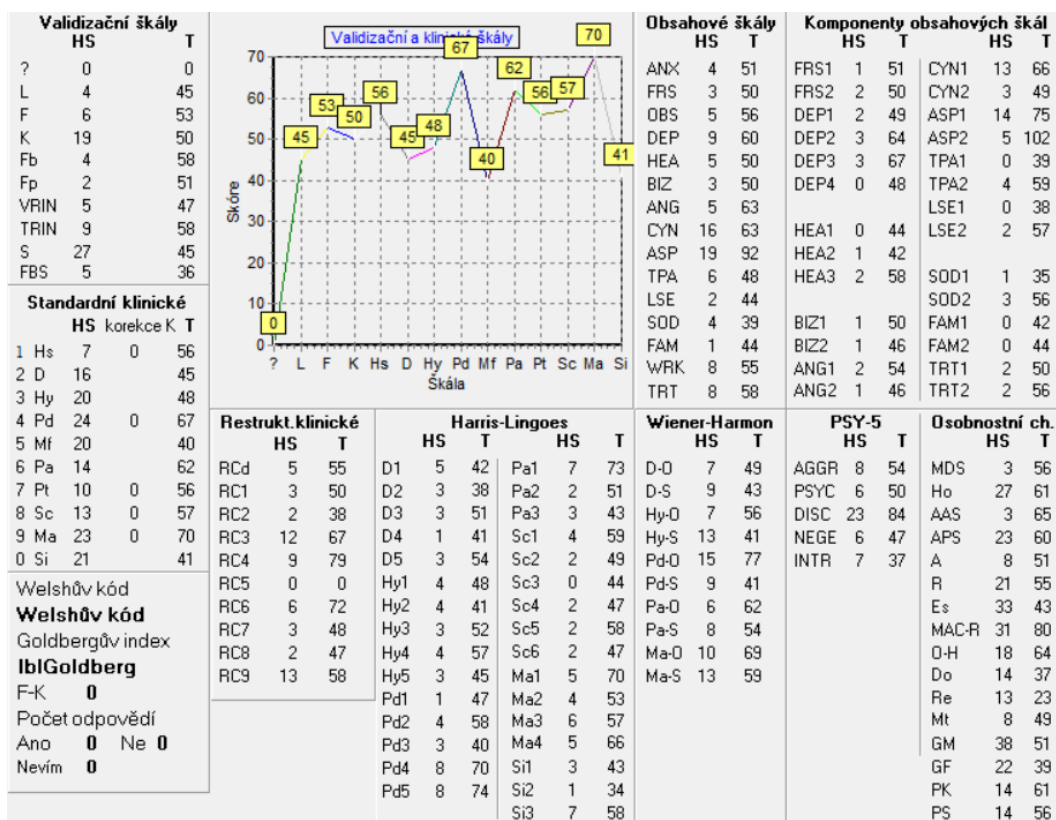 Validizační škály
HS T
? 0 0
L 4 45
F 6 53
K 19 50
Fb 4 58
Fp 2 51
VRIN 5 47
TRIN 9 58
S 27 45
FBS 5 36
Standardní klinické
HS korekce K T
1 Hs 7 0 56
2 D 16 45
3 Hy 20 48
4 Pd 24 0 67
5 Mf 20 40
6 Pa 14 62
7 Pt 10 0 56
8 Sc 13 0 57
9 Ma 23 0 70
0 Si 21 41
Welshův kód
Welshův kód
Goldbergův index
lblGoldberg
F-K 0
Počet odpovědí
Ano 0 Ne 0
Nevím 0
Validizační a klinické škály
70
60
50
40
30
20
10
0
Skóre
0 45 53 50 56 45 48 67 40 62 56 57 70 41
? L F K Hs D Hy Pd Mf Pa Pt Sc Ma Si
Škála
Obsahové škály
HS T
ANX 4 51
FRS 3 50
OBS 5 56
DEP 9 60
HEA 5 50
BIZ 3 50
ANG 5 63
CYN 16 63
ASP 19 92
TPA 6 48
LSE 2 44
SOD 4 39
FAM 1 44
WRK 8 55
TRT 8 58
Komponenty obsahových škál
HS T HS T
FRS1 1 51 CYN1 13 66
FRS2 2 50 CYN2 3 49
DEP1 2 49 ASP1 14 75
DEP2 3 64 ASP2 5 102
DEP3 3 67 TPA1 0 39
DEP4 0 48 TPA2 4 59
LSE1 0 38
HEA1 0 44 LSE2 2 57
HEA2 1 42
HEA3 2 58 SOD1 1 35
SOD2 3 56
BIZ1 1 50 FAM1 0 42
BIZ2 1 46 FAM2 0 44
ANG1 2 54 TRT1 2 50
ANG2 1 46 TRT2 2 56
Restrukt.klinické
HS T
RCd 5 55
RC1 3 50
RC2 2 38
RC3 12 67
RC4 9 79
RC5 0 0
RC6 6 72
RC7 3 48
RC8 2 47
RC9 13 58
Harris-Lingoes
HS T HS T
D1 5 42 Pa1 7 73
D2 3 38 Pa2 2 51
D3 3 51 Pa3 3 43
D4 1 41 Sc1 4 59
D5 3 54 Sc2 2 49
Hy1 4 48 Sc3 0 44
Hy2 4 41 Sc4 2 47
Hy3 3 52 Sc5 2 58
Hy4 4 57 Sc6 2 47
Hy5 3 45 Ma1 5 70
Pd1 1 47 Ma2 4 53
Pd2 4 58 Ma3 6 57
Pd3 3 40 Ma4 5 66
Pd4 8 70 Si1 3 43
Pd5 8 74 Si2 1 34
Si3 7 58
Wiener-Harmon
HS T
D-O 7 49
D-S 9 43
Hy-O 7 56
Hy-S 13 41
Pd-O 15 77
Pd-S 9 41
Pa-O 6 62
Pa-S 8 54
Ma-O 10 69
Ma-S 13 59
PSY-5
HS T
AGGR 8 54
PSYC 6 50
DISC 23 84
NEGE 6 47
INTR 7 37
Osobnostní ch.
HS T
MDS 3 56
Ho 27 61
AAS 3 65
APS 23 60
A 8 51
R 21 55
Es 33 43
MAC-R 31 80
O-H 18 64
Do 14 37
Re 13 23
Mt 8 49
GM 38 51
GF 22 39
PK 14 61
PS 14 56